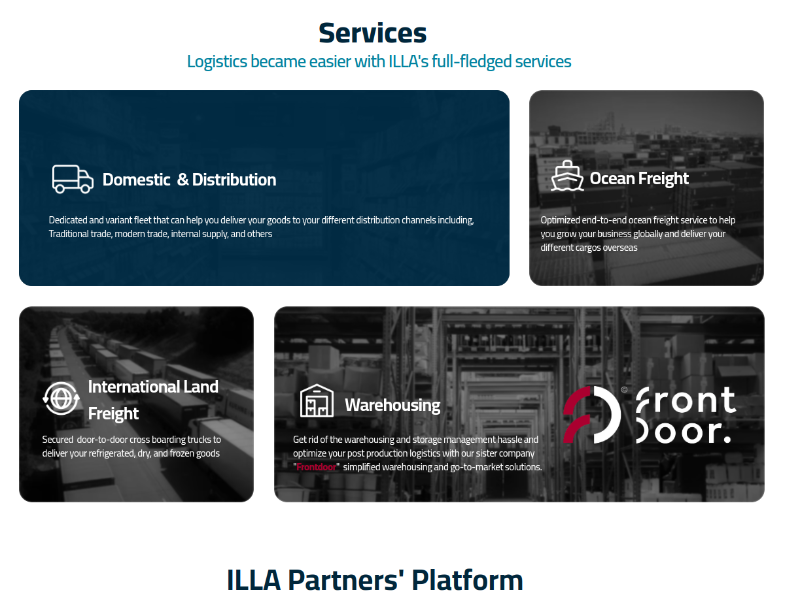 Services
Logistics became easier with ILLA's full-fledged services
Domestic & Distribution
Dedicated and variant fleet that can help you deliver your goods to your different distribution channels including,
Traditional trade, modern trade, internal supply, and others
Ocean Freight
Optimized end-to-end ocean freight service to help
you grow your business globally and deliver your
different cargos overseas
International Land
Freight
Secured door-to-door cross boarding trucks to
deliver your refrigerated, dry, and frozen goods
Warehousing
Get rid of the warehousing and storage management hassle and
optimize your post production logistics with our sister company
"Frontdoor" simplified warehousing and go-to-market solutions.
front
Door.
ILLA Partners' Platform